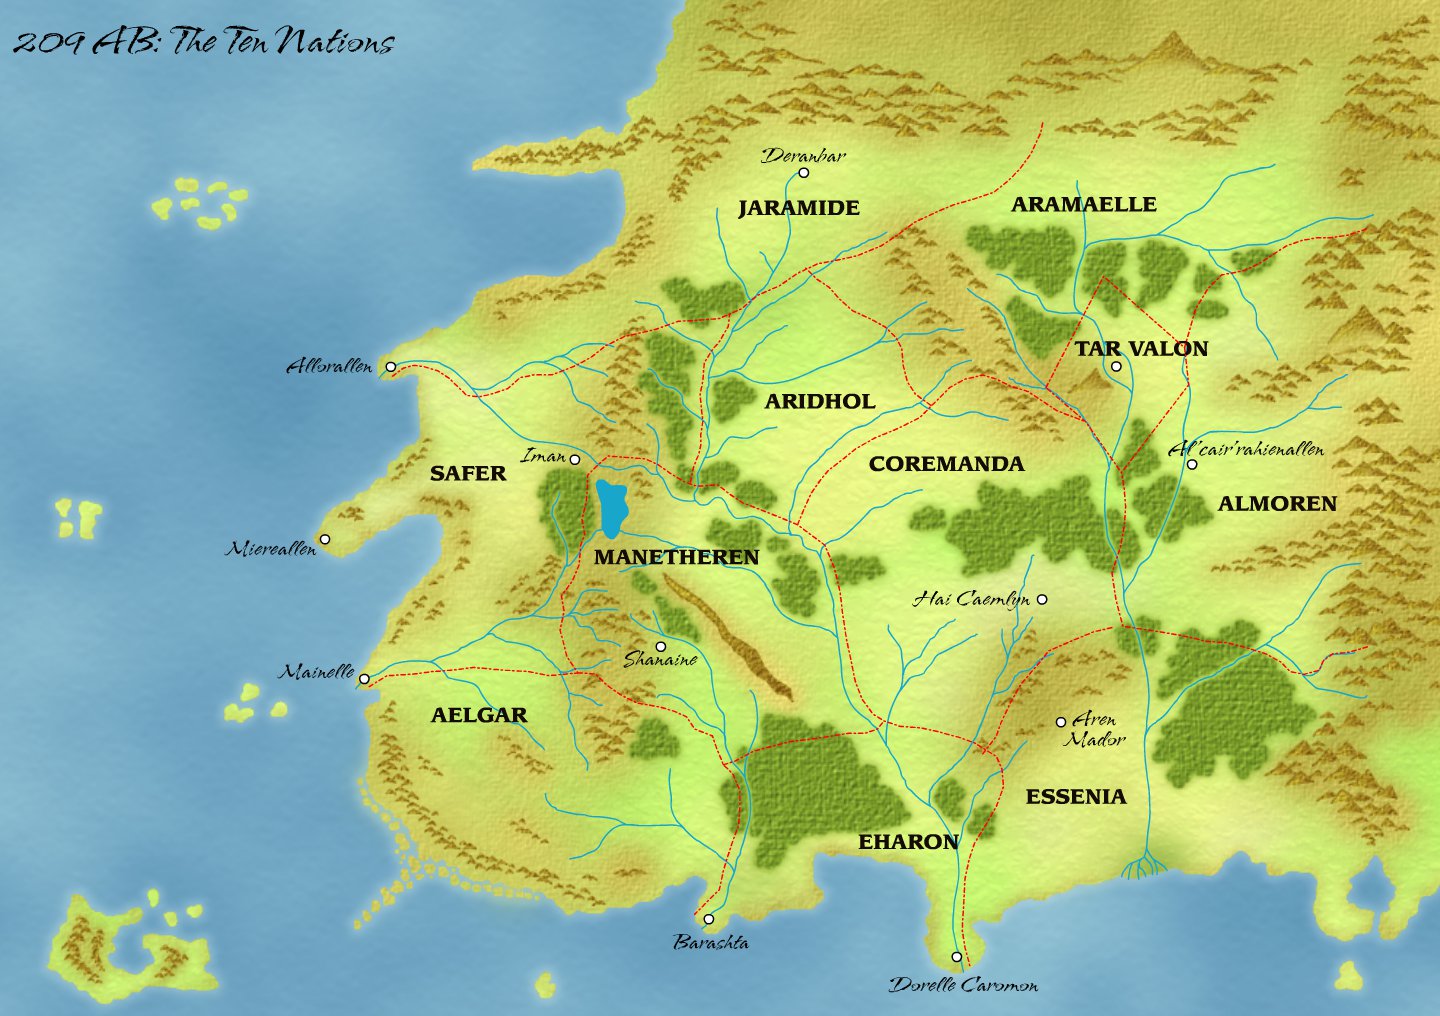 209 AB: The Ten Nations
Deranbar
JARAMIDE
ARAMAELLE
Allorallen
TAR VALON
ARIDHOL
Iman
SAFER
COREMANDA
Al'cair'rahienallen
ALMOREN
Miereallen
MANETHEREN
Hai Caemlyn
Mainelle
Shanaine
AELGAR
Aren
Mador
ESSENIA
EHARON
Barashta
Dorelle Caromon